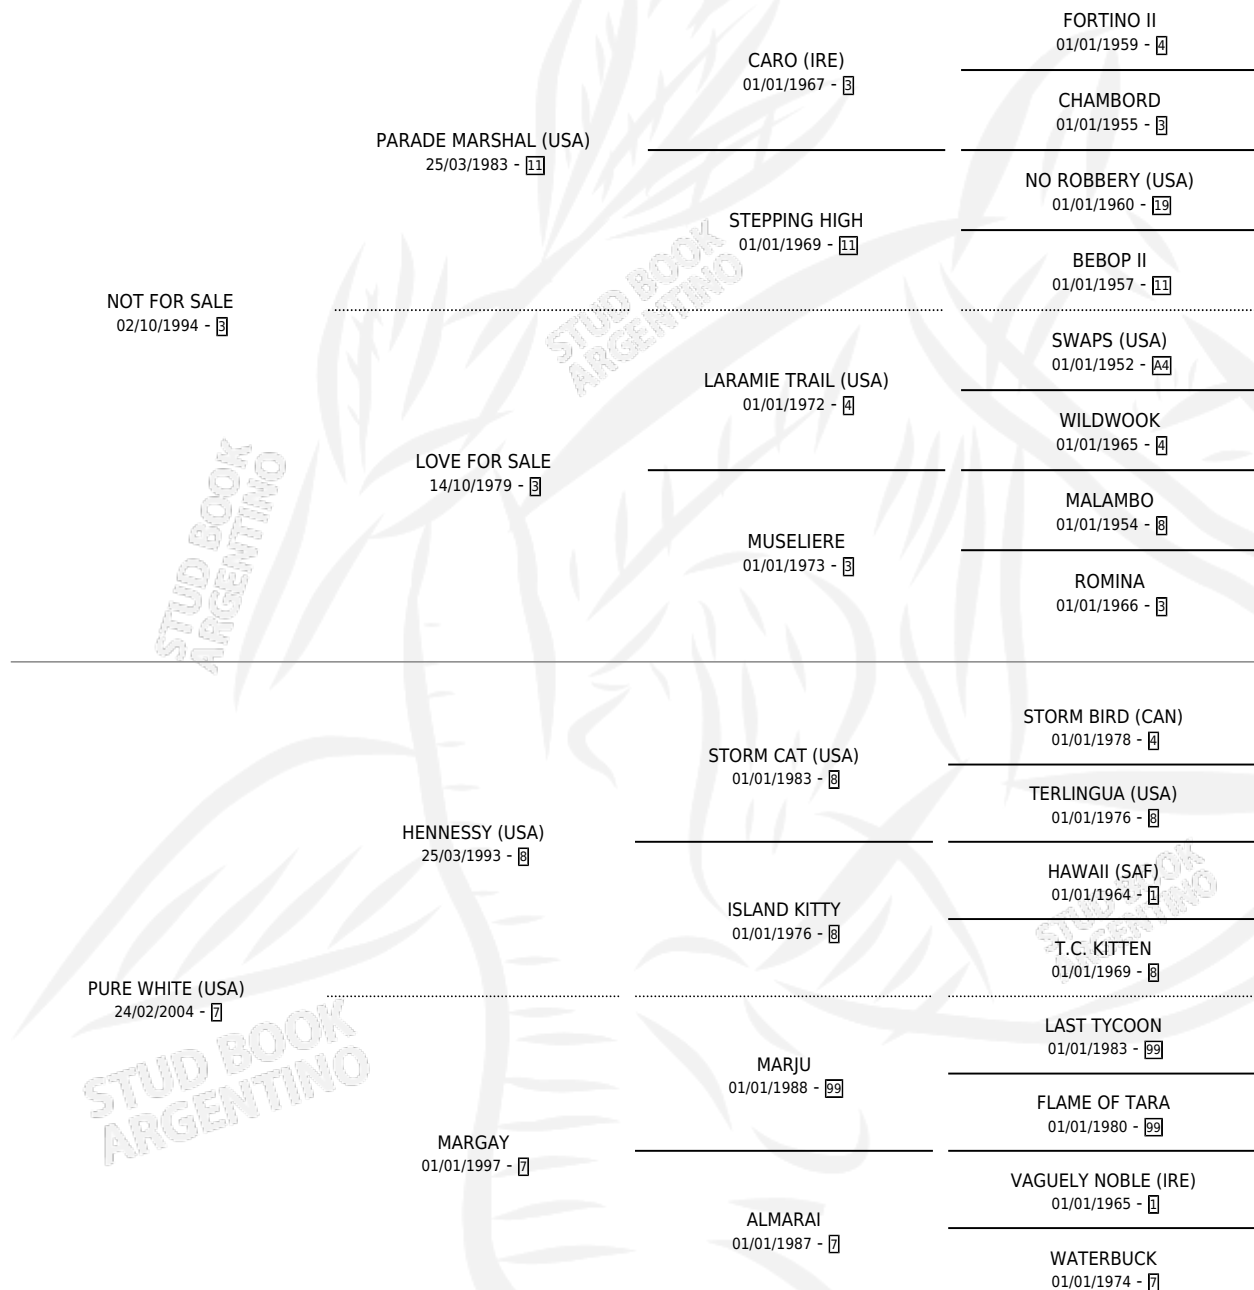 FORTINO II
01/01/1959 - 4
CARO (IRE)
01/01/1967 - 3
CHAMBORD
01/01/1955 - 3
PARADE MARSHAL (USA)
25/03/1983 - 11
NO ROBBERY (USA)
01/01/1960 - 19
STEPPING HIGH
01/01/1969 - 11
BEBOP II
01/01/1957 - 11
NOT FOR SALE
02/10/1994 - 3
SWAPS (USA)
01/01/1952 - A4
LARAMIE TRAIL (USA)
01/01/1972 - 4
WILDWOOK
01/01/1965 - 4
LOVE FOR SALE
14/10/1979 - 3
MALAMBO
01/01/1954 - 8
MUSELIERE
01/01/1973 - 3
ROMINA
01/01/1966 - 3
STUD BOOK
ARGENTINO
STUD BOOK
ARGENTINO
STORM BIRD (CAN)
01/01/1978 - 4
STORM CAT (USA)
01/01/1983 - 8
TERLINGUA (USA)
01/01/1976 - 8
HENNESSY (USA)
25/03/1993 - 8
HAWAII (SAF)
01/01/1964 - 1
ISLAND KITTY
01/01/1976 - 8
T.C. KITTEN
01/01/1969 - 8
PURE WHITE (USA)
24/02/2004 - 7
LAST TYCOON
01/01/1983 - 99
MARJU
01/01/1988 - 99
FLAME OF TARA
01/01/1980 - 99
MARGAY
01/01/1997 - 7
VAGUELY NOBLE (IRE)
01/01/1965 - 1
ALMARAI
01/01/1987 - 7
WATERBUCK
01/01/1974 - 7
STUD BOOK
ARGENTINO
STUD BOOK
ARGENTINO